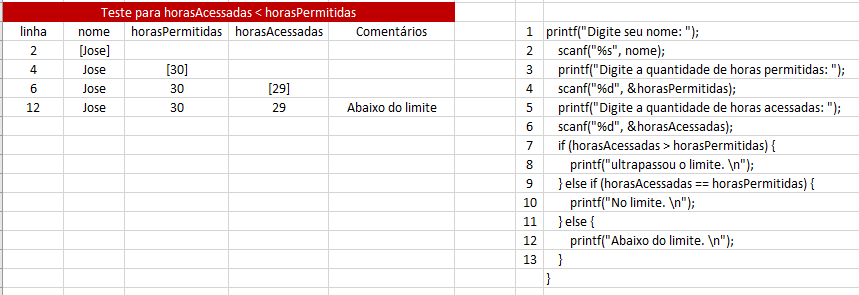 Teste para horasAcessadas < horasPermitidas
linha nome horasPermitidas horasAcessadas Comentários
2 [Jose]
4 Jose [30]
6 Jose 30 [29]
12 Jose 30 29 Abaixo do limite
1 printf("Digite seu nome: ");
2 scanf("%s", nome);
3 printf("Digite a quantidade de horas permitidas: ");
4 scanf("%d", &horasPermitidas);
5 printf("Digite a quantidade de horas acessadas: ");
6 scanf("%d", &horasAcessadas);
7 if (horasAcessadas > horasPermitidas) {
8 printf("ultrapassou o limite. \n");
9 } else if (horasAcessadas == horasPermitidas) {
10 printf("No limite. \n");
11 } else {
12 printf("Abaixo do limite. \n");
13 }
}